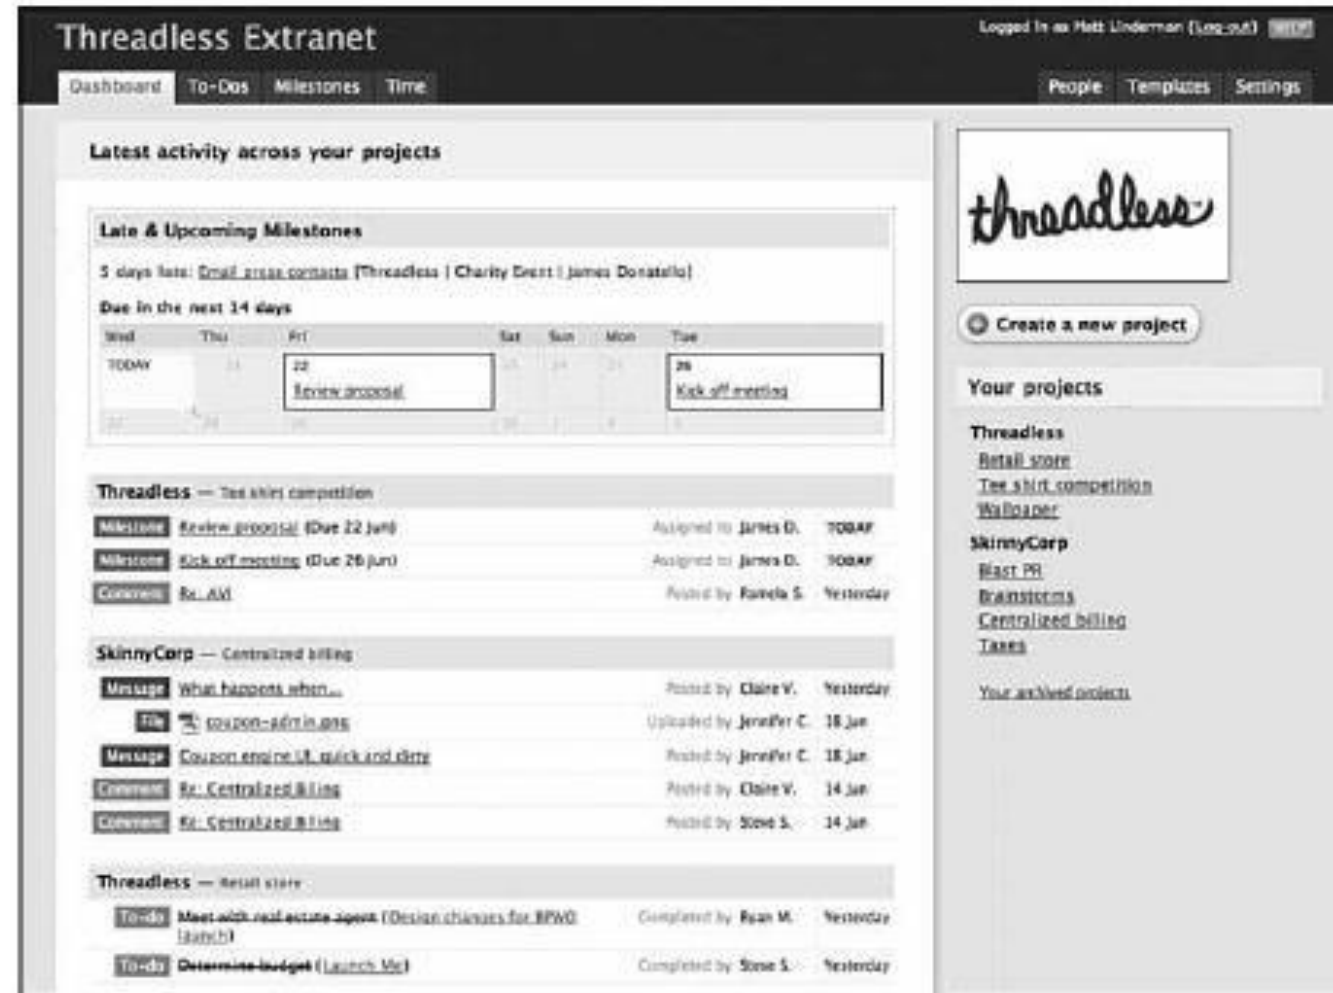 Threadless Extranet
Logged in as Matt Linderman (Log-out) HELP
Dashboard To-Dos Milestones Time
People Templates Settings
Latest activity across your projects
threadless
Late & Upcoming Milestones
5 days late: Email press contacts (Threadless | Charity Event | James Donatello)
Due in the next 14 days
Wed Thu Fri Sat Sun Mon Tue
TODAY 22 26
Review proposal Kick off meeting
Create a new project
Your projects
Threadless
Retail store
Tee shirt competition
Wallpaper
SkinnyCorp
Blast PR
Brainstorms
Centralized billing
Taxes
Your archived projects
Threadless — Tee shirt competition
Milestone Review proposal (Due 22 Jun) Assigned to James D. TODAY
Milestone Kick off meeting (Due 26 Jun) Assigned to James D. TODAY
Comment Re: Posted by Pamela S. Yesterday
SkinnyCorp — Centralized billing
Message What happens when... Posted by Claire V. Yesterday
File coupon-admin.png Uploaded by Jennifer C. 18 Jun
Message Coupon engine UI, quick and dirty Posted by Jennifer C. 18 Jun
Comment Re: Centralized Billing Posted by Claire V. 14 Jun
Comment Re: Centralized Billing Posted by Steve S. 14 Jun
Threadless — Retail store
To-do Meet with real estate agent (Design changes for
launch) Completed by Ryan M. Yesterday
To-do Determine budget (Launch Me) Completed by Steve S. Yesterday